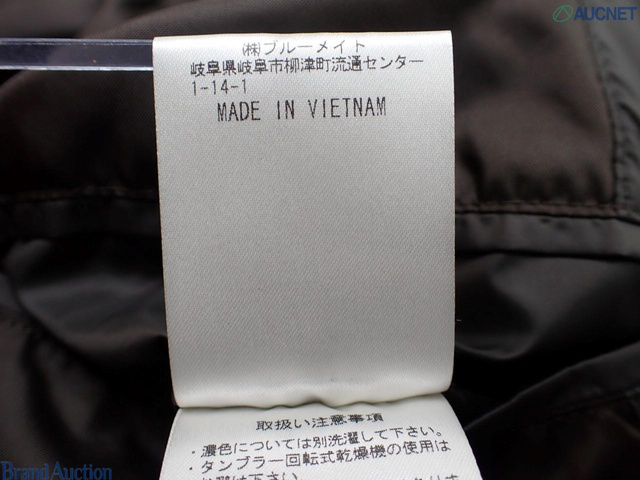 AUCNET
(株)ブルーメイト
岐阜県岐阜市柳津町流通センター
1-14-1
MADE IN VIETNAM
取扱い注意事項
・濃色については別洗濯して下さい。
・タンブラー回転式乾燥機の使用は
Brand Auction